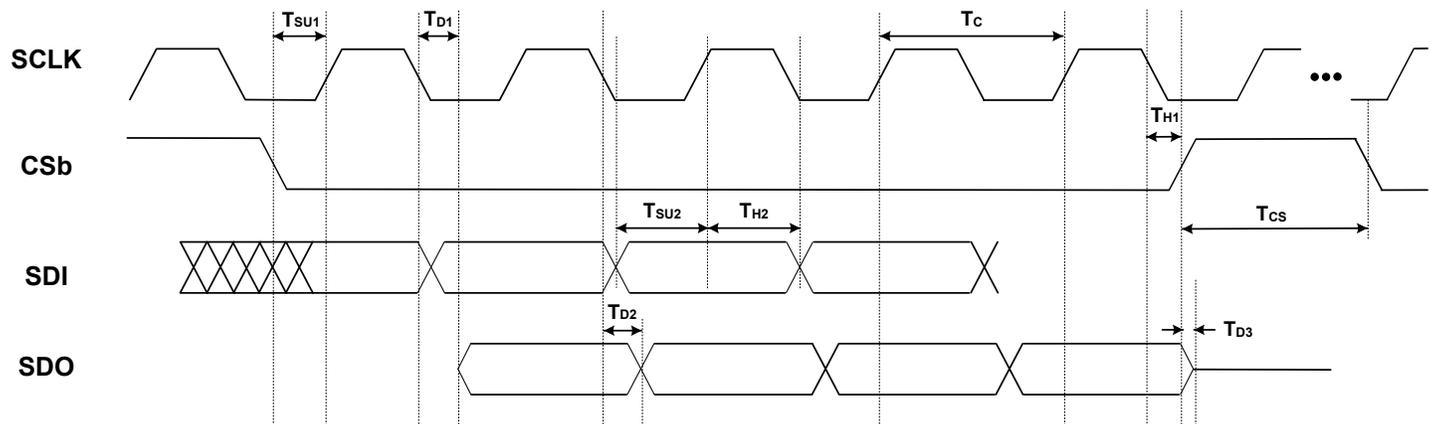 TSU1
TD1
TC
SCLK
•••
TH1
CSb
TSU2
TH2
TCS
SDI
TD2
TD3
SDO